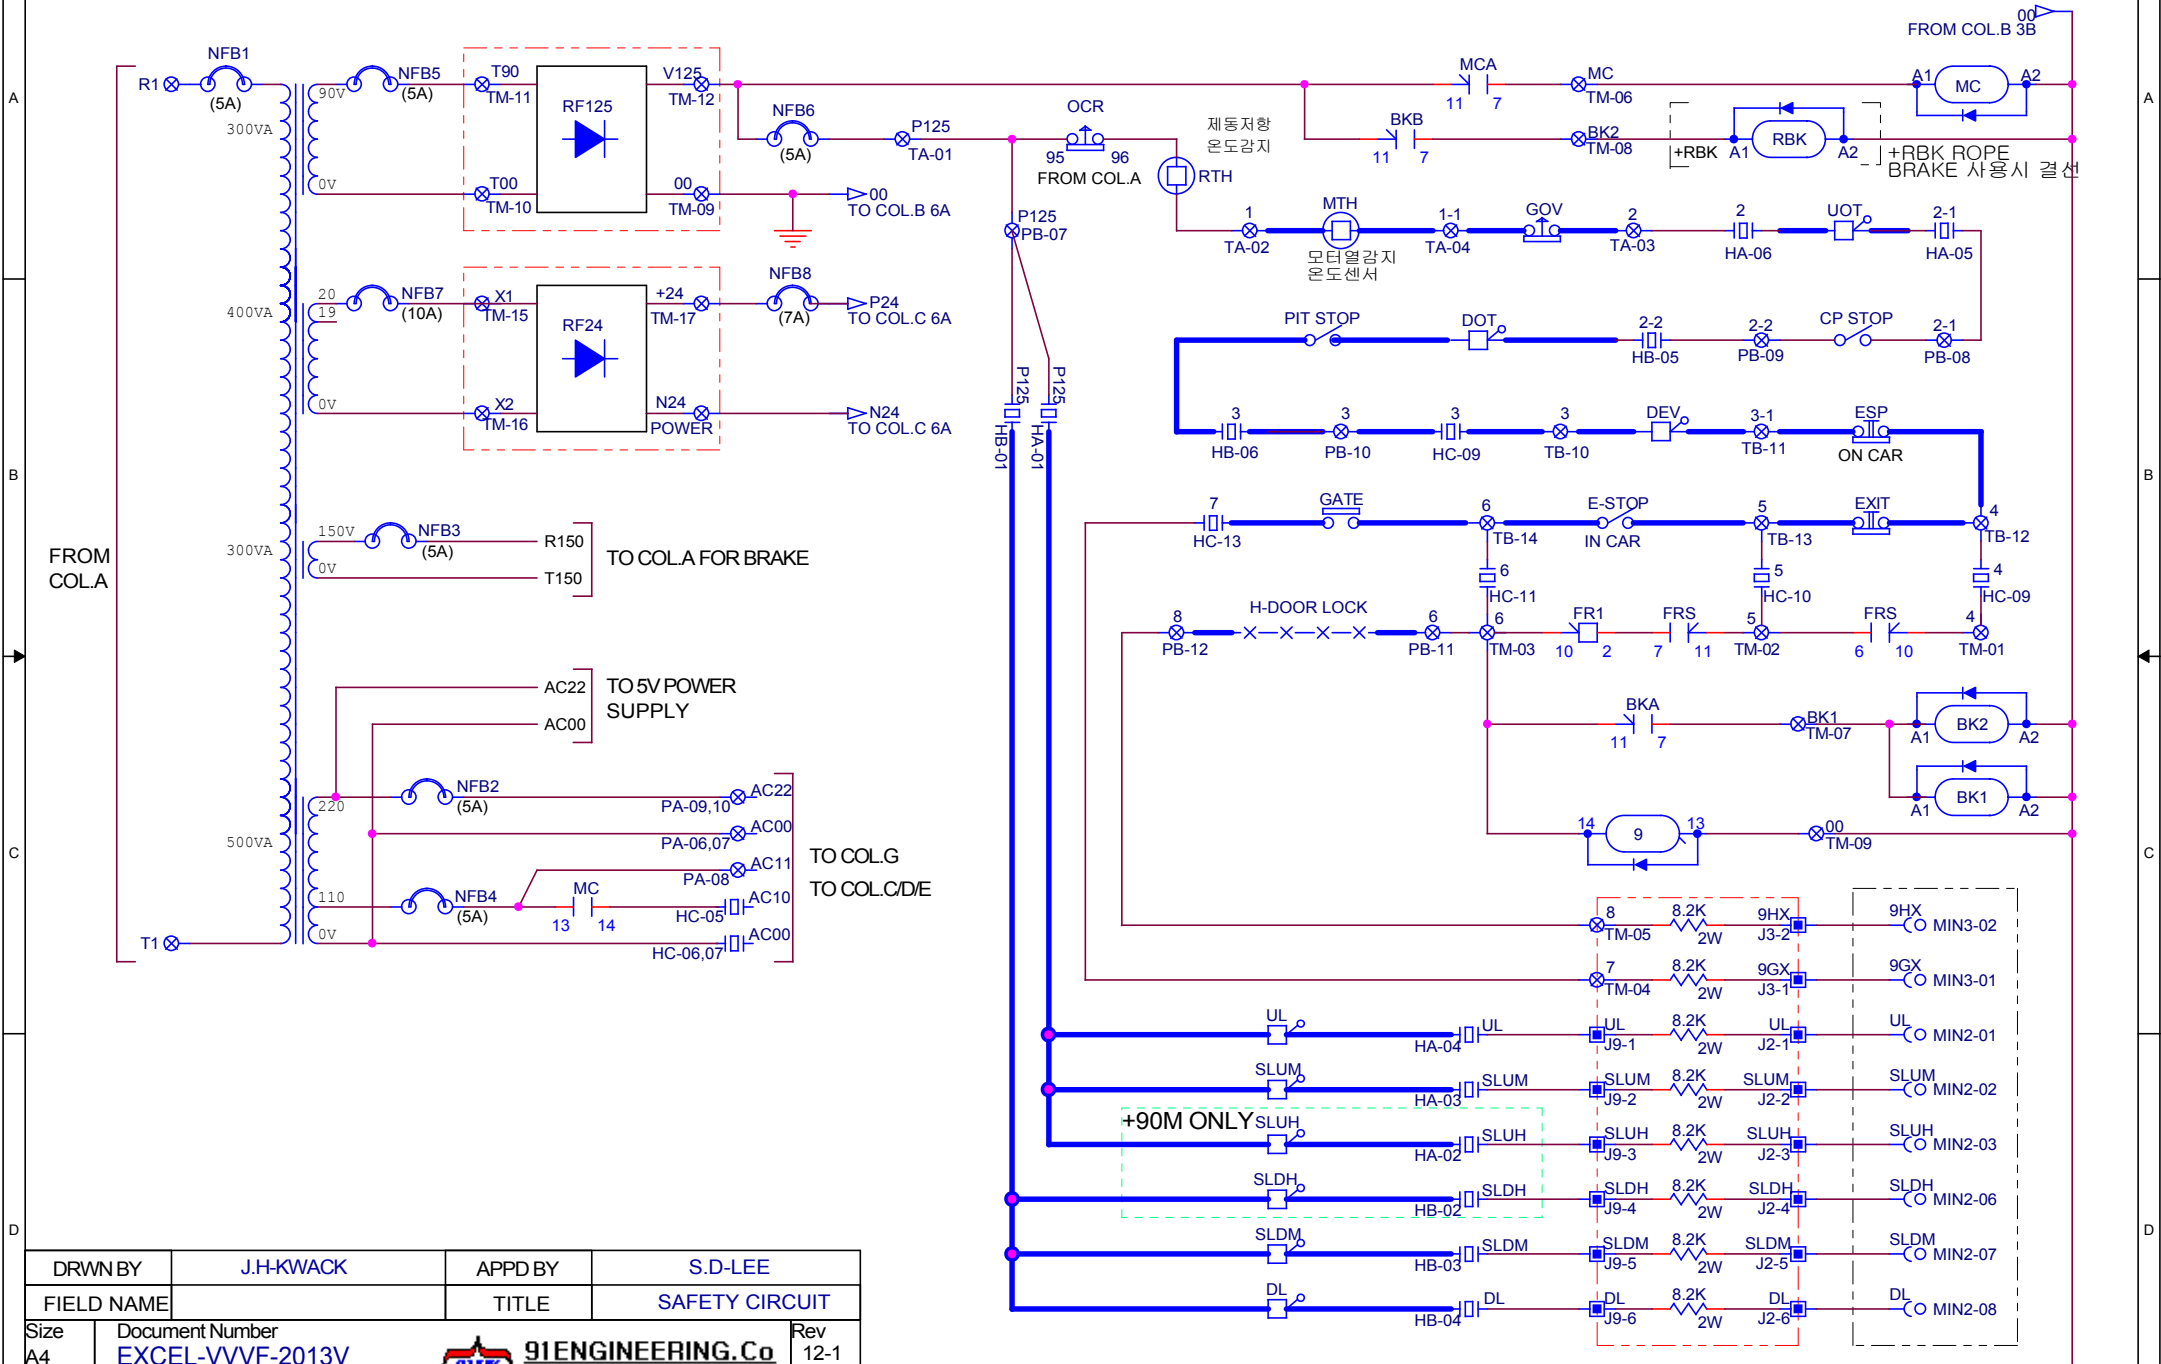 00
FROM COL.B 3B
A
A
R1
NFB1
(5A)
300VA
90V
0V
NFB5
(5A)
T90
TM-11
RF125
V125
TM-12
T00
TM-10
00
TM-09
NFB6
(5A)
P125
TA-01
00
TO COL.B 6A
OCR
95 96
FROM COL.A
제동저항
온도감지
RTH
MCA
11 7
MC
TM-06
A1 MC A2
BKB
11 7
BK2
TM-08
+RBK A1 RBK A2
+RBK ROPE
BRAKE 사용시 결선
P125
PB-07
1
TA-02
MTH
모터열감지
온도센서
1-1
TA-04
GOV
2
TA-03
2
HA-06
UOT
2-1
HA-05
400VA
20
19
0V
NFB7
(10A)
X1
TM-15
RF24
+24
TM-17
NFB8
(7A)
P24
TO COL.C 6A
X2
TM-16
N24
POWER
N24
TO COL.C 6A
PIT STOP
DOT
2-2
HB-05
2-2
PB-09
CP STOP
2-1
PB-08
P125
HB-01
P125
HA-01
3
HB-06
3
PB-10
3
HC-09
3
TB-10
DEV
3-1
TB-11
ESP
ON CAR
B
B
FROM
COL.A
300VA
150V
0V
NFB3
(5A)
R150
T150
TO COL.A FOR BRAKE
7
HC-13
GATE
6
TB-14
E-STOP
IN CAR
5
TB-13
EXIT
4
TB-12
6
HC-11
5
HC-10
4
HC-09
8
PB-12
H-DOOR LOCK
6
PB-11
6
TM-03
FR1
10 2
FRS
7 11
5
TM-02
FRS
6 10
4
TM-01
AC22
AC00
TO 5V POWER
SUPPLY
BKA
11 7
BK1
TM-07
A1 BK2 A2
A1 BK1 A2
14 9 13
00
TM-09
C
C
500VA
220
110
0V
NFB2
(5A)
PA-09,10
AC22
PA-06,07
AC00
PA-08
AC11
NFB4
(5A)
MC
13 14
HC-05
AC10
HC-06,07
AC00
T1
TO COL.G
TO COL.C/D/E
8
TM-05
8.2K
2W
9HX
J3-2
9HX
MIN3-02
7
TM-04
8.2K
2W
9GX
J3-1
9GX
MIN3-01
UL
HA-04
UL
UL
J9-1
8.2K
2W
UL
J2-1
UL
MIN2-01
SLUM
HA-03
SLUM
SLUM
J9-2
8.2K
2W
SLUM
J2-2
SLUM
MIN2-02
+90M ONLY
SLUH
HA-02
SLUH
SLUH
J9-3
8.2K
2W
SLUH
J2-3
SLUH
MIN2-03
SLDH
HB-02
SLDH
SLDH
J9-4
8.2K
2W
SLDH
J2-4
SLDH
MIN2-06
SLDM
HB-03
SLDM
SLDM
J9-5
8.2K
2W
SLDM
J2-5
SLDM
MIN2-07
DL
HB-04
DL
DL
J9-6
8.2K
2W
DL
J2-6
DL
MIN2-08
D
D
DRWN BY J.H-KWACK APPD BY S.D-LEE
FIELD NAME TITLE SAFETY CIRCUIT
Size
A4
Document Number
EXCEL-VVVF-2013V
91ENGINEERING.Co
Rev
12-1